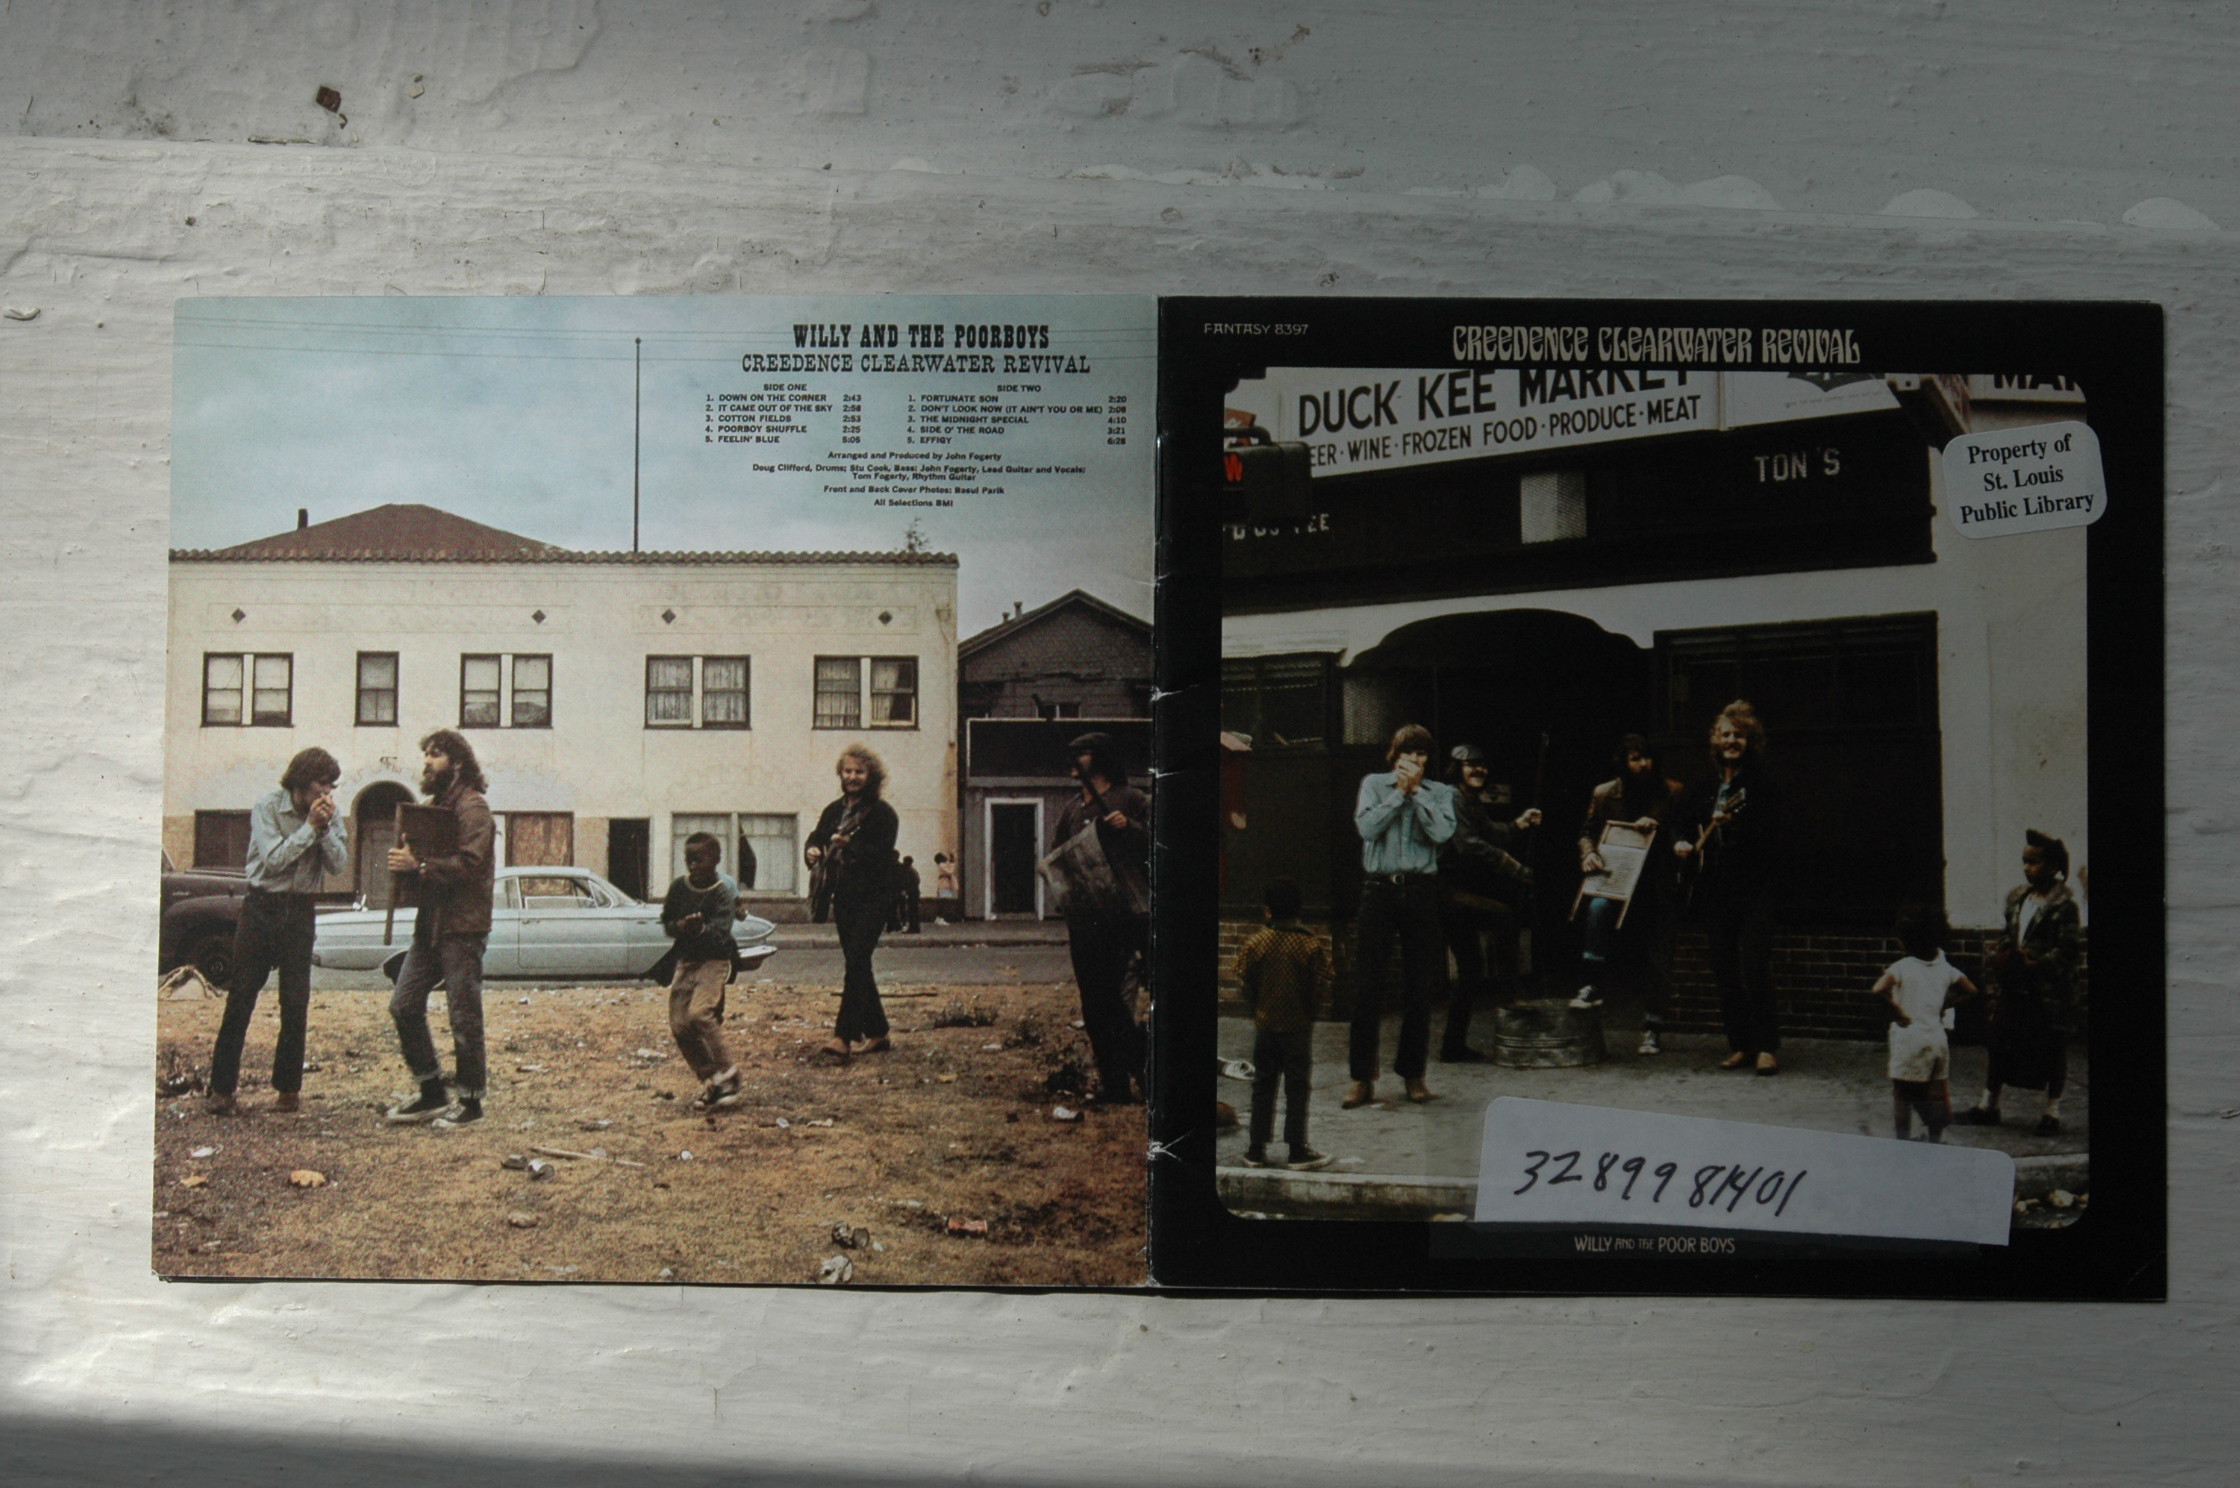 WILLY AND THE POORBOYS
CREEDENCE CLEARWATER REVIVAL
SIDE ONE
1. DOWN ON THE CORNER 2:43
2. IT CAME OUT OF THE SKY 2:58
3. COTTON FIELDS 2:53
4. POORBOY SHUFFLE 2:25
5. FEELIN' BLUE 5:05
SIDE TWO
1. FORTUNATE SON 2:20
2. DON'T LOOK NOW (IT AIN'T YOU OR ME) 2:08
3. THE MIDNIGHT SPECIAL 4:10
4. SIDE O' THE ROAD 3:21
5. EFFIGY 6:28
Arranged and Produced by John Fogerty
Doug Clifford, Drums; Stu Cook, Bass; John Fogerty, Lead Guitar and Vocals;
Tom Fogerty, Rhythm Guitar
Front and Back Cover Photos: Basul Parik
All Selections BMI
FANTASY 8397
CREEDENCE CLEARWATER REVIVAL
DUCK KEE MARKET
EER·WINE·FROZEN FOOD·PRODUCE·MEAT
TON'S
Property of
St. Louis
Public Library
3289981401
WILLY AND THE POOR BOYS